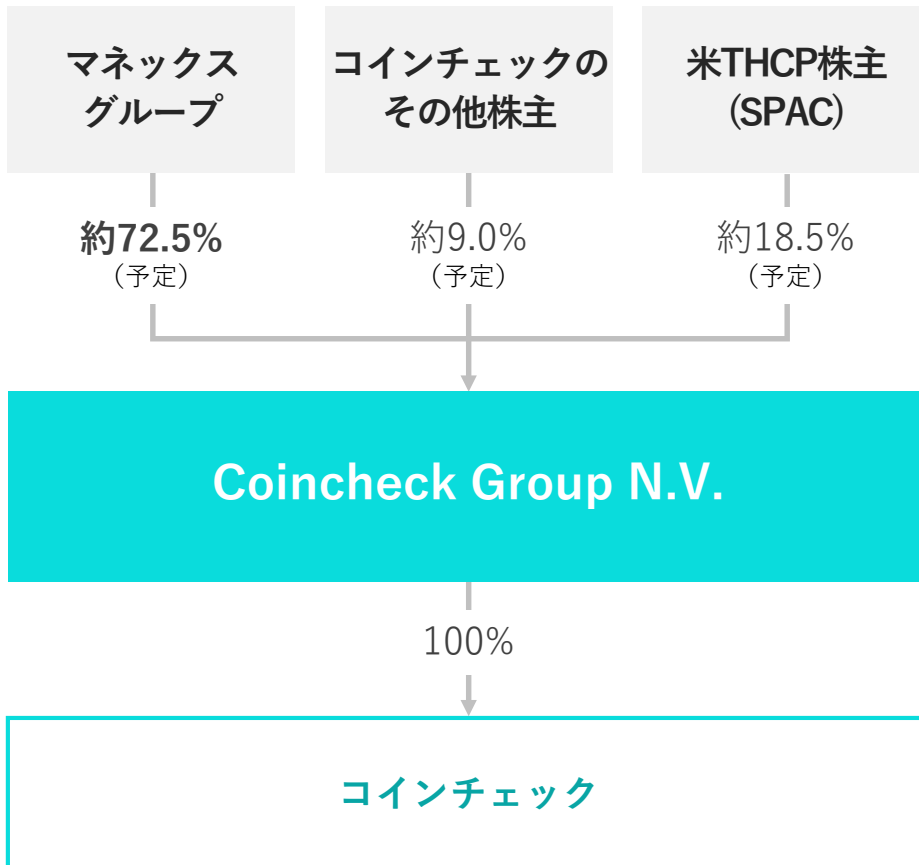 マネックス
グループ
コインチェックの
その他株主
米THCP株主
(SPAC)
約72.5%
(予定)
約9.0%
(予定)
約18.5%
(予定)
Coincheck Group N.V.
100%
コインチェック